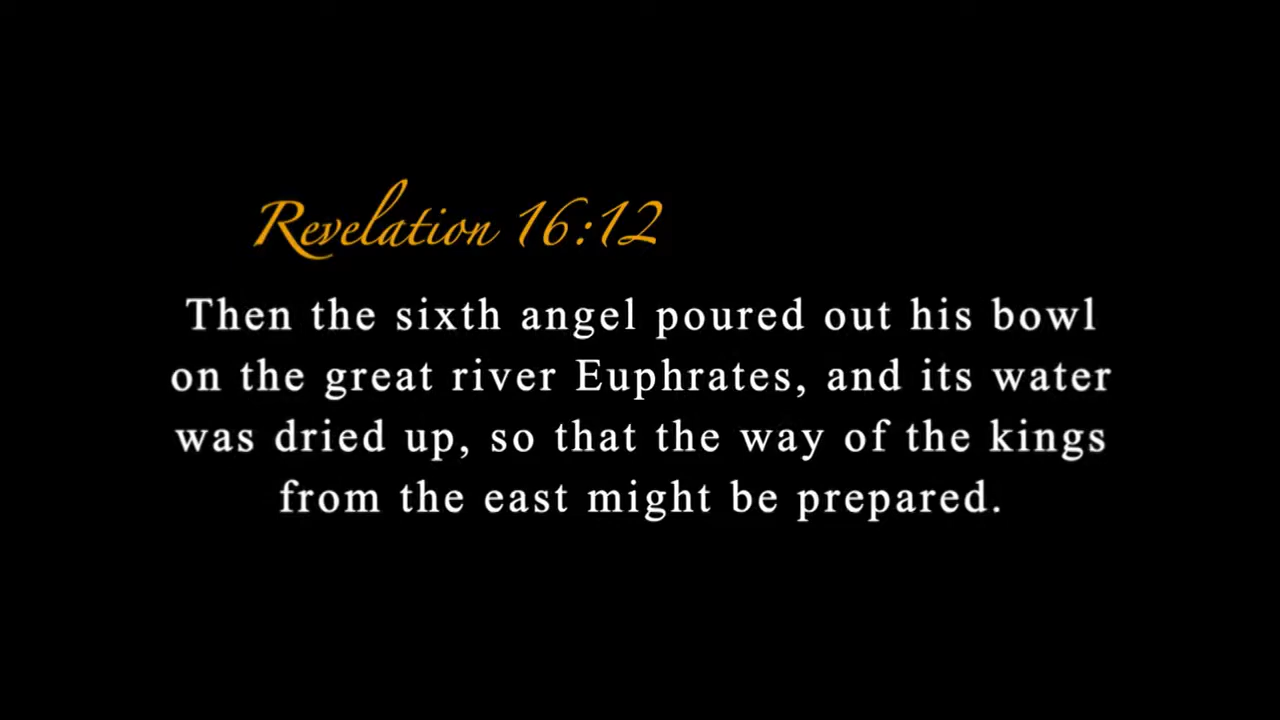 Revelation 16:12
Then the sixth angel poured out his bowl
on the great river Euphrates, and its water
was dried up, so that the way of the kings
from the east might be prepared.